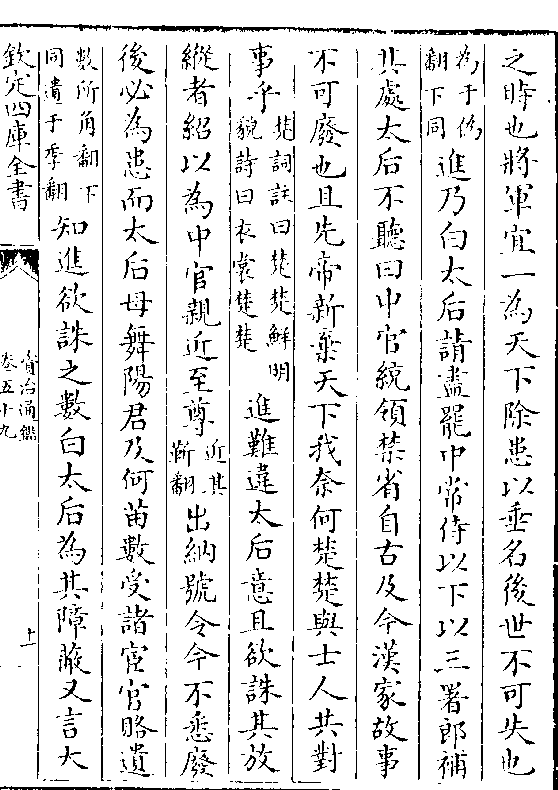 之時也將軍宜一為天下除患以垂名後世不可失也
為于偽
翻下同
進乃白太后請盡罷中常侍以下以三署郎補
其處太后不聽曰中官統領禁省自古及今漢家故事
不可廢也且先帝新棄天下我奈何楚楚與士人共對
事乎
楚詞註曰楚楚鮮明
貌詩曰衣裳楚楚
進難違太后意且欲誅其放
縱者紹以為中官親近至尊
近其
靳翻
出納號令今不悉廢
後必為患而太后母舞陽君及何苗數受諸宦官賂遺
數所角翻下
同遺于季翻
知進欲誅之數白太后為其障蔽又言大
欽定四庫全書
資治通鑑
卷五十九
十一